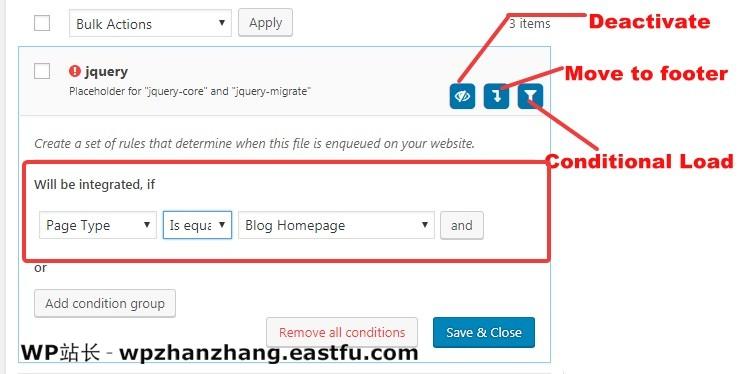 Bulk Actions Apply 3 items
Deactivate
jquery
Placeholder for "jquery-core" and "jquery-migrate"
Move to footer
Conditional Load
Create a set of rules that determine when this file is enqueued on your website.
Will be integrated, if
Page Type Is equa Blog Homepage and
or
Add condition group
Remove all conditions Save & Close
WP站长 - wpzhanzhang.eastfu.com